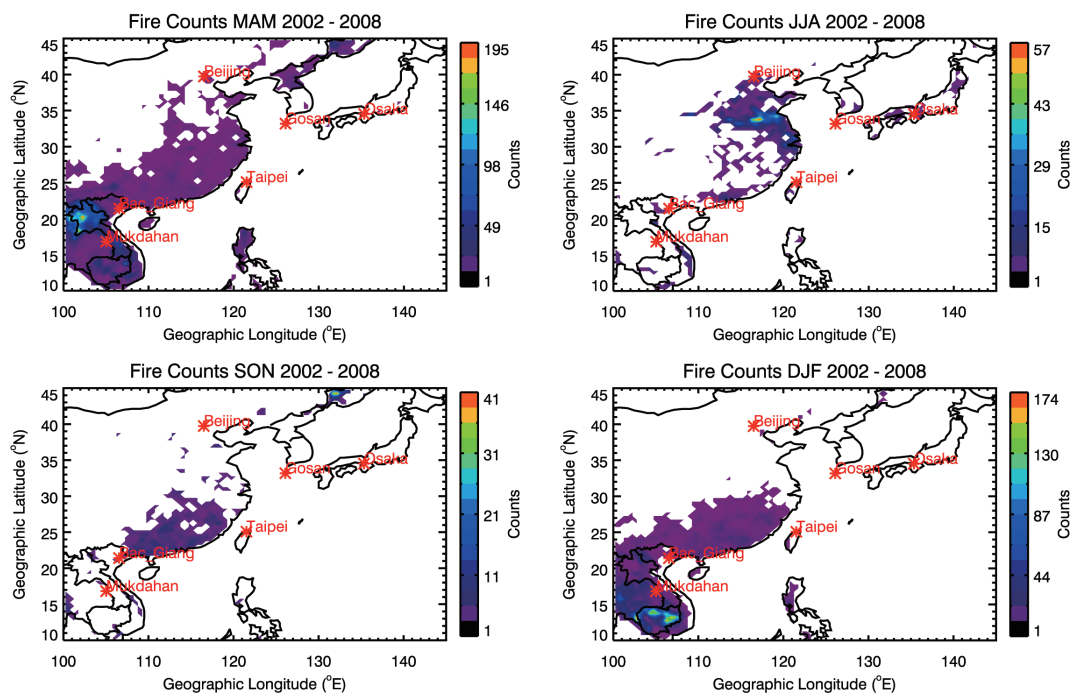 Fire Counts MAM 2002 - 2008
45
40
35
30
25
20
15
10
Geographic Latitude (°N)
Beijing
Gosan
Osaka
Taipei
Bac_Giang
Mukdahan
100
110
120
130
140
Geographic Longitude (°E)
195
146
98
49
1
Counts
Fire Counts JJA 2002 - 2008
45
40
35
30
25
20
15
10
Geographic Latitude (°N)
Beijing
Gosan
Osaka
Taipei
Bac_Giang
Mukdahan
100
110
120
130
140
Geographic Longitude (°E)
57
43
29
15
1
Counts
Fire Counts SON 2002 - 2008
45
40
35
30
25
20
15
10
Geographic Latitude (°N)
Beijing
Gosan
Osaka
Taipei
Bac_Giang
Mukdahan
100
110
120
130
140
Geographic Longitude (°E)
41
31
21
11
1
Counts
Fire Counts DJF 2002 - 2008
45
40
35
30
25
20
15
10
Geographic Latitude (°N)
Beijing
Gosan
Osaka
Taipei
Bac_Giang
Mukdahan
100
110
120
130
140
Geographic Longitude (°E)
174
130
87
44
1
Counts